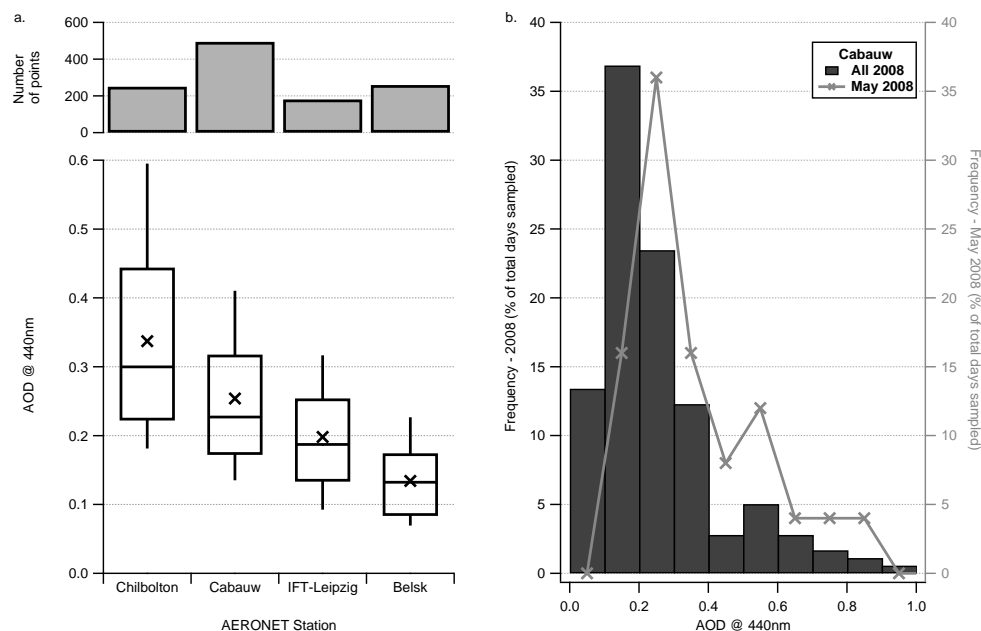 a.
Number
of points
600
400
200
0
AOD @ 440nm
0.6
0.5
0.4
0.3
0.2
0.1
0.0
Chilbolton Cabauw IFT-Leipzig Belsk
AERONET Station
b.
Frequency - 2008 (% of total days sampled)
40
35
30
25
20
15
10
5
0
Cabauw
All 2008
May 2008
40
35
30
25
20
15
10
5
0
Frequency - May 2008 (% of total days sampled)
0.0 0.2 0.4 0.6 0.8 1.0
AOD @ 440nm